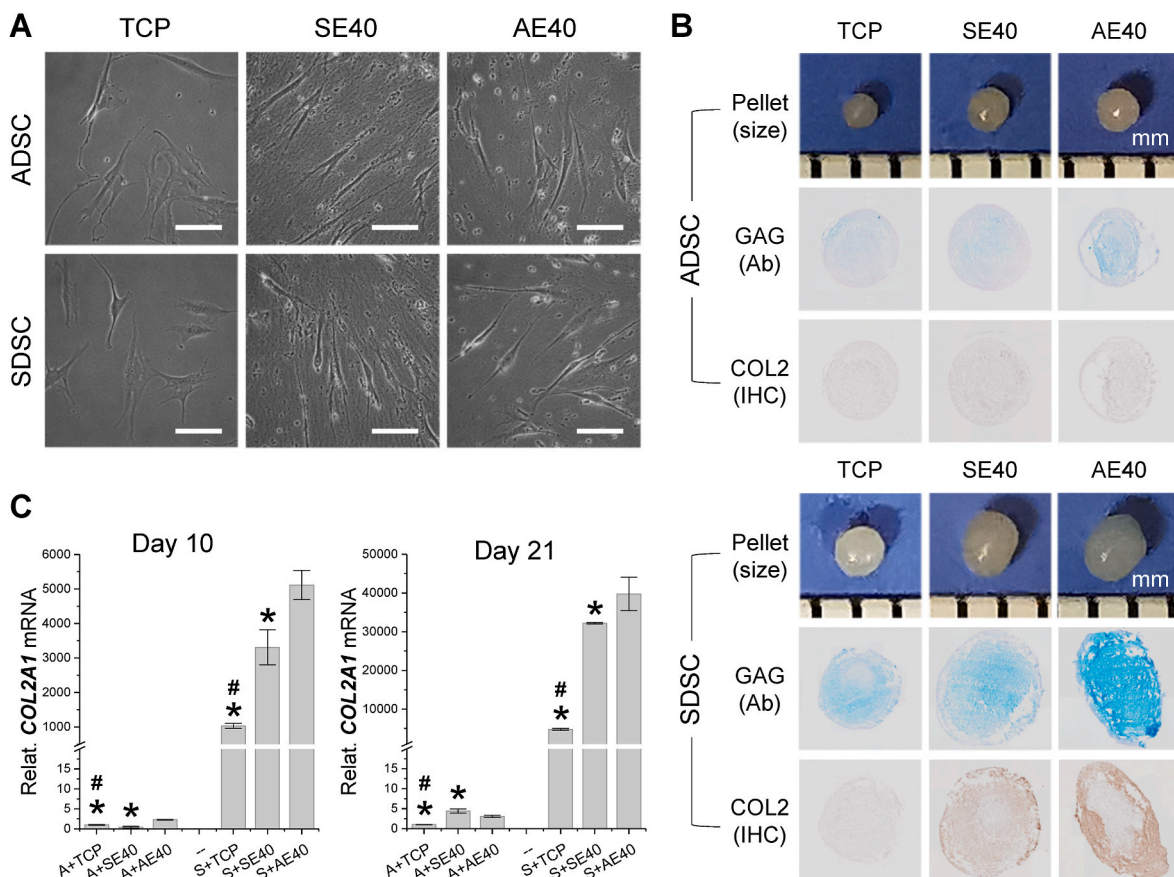 A
TCP SE40 AE40
ADSC
SDSC
B
TCP SE40 AE40
ADSC
Pellet
(size)
mm
GAG
(Ab)
COL2
(IHC)
TCP SE40 AE40
SDSC
Pellet
(size)
mm
GAG
(Ab)
COL2
(IHC)
C
Day 10
Relat. COL2A1 mRNA
6000
5000
4000
3000
2000
1000
15
10
5
0
# * * # * *
A+TCP A+SE40 A+AE40 -- S+TCP S+SE40 S+AE40
Day 21
Relat. COL2A1 mRNA
50000
40000
30000
20000
10000
15
10
5
0
# * * # * *
A+TCP A+SE40 A+AE40 -- S+TCP S+SE40 S+AE40